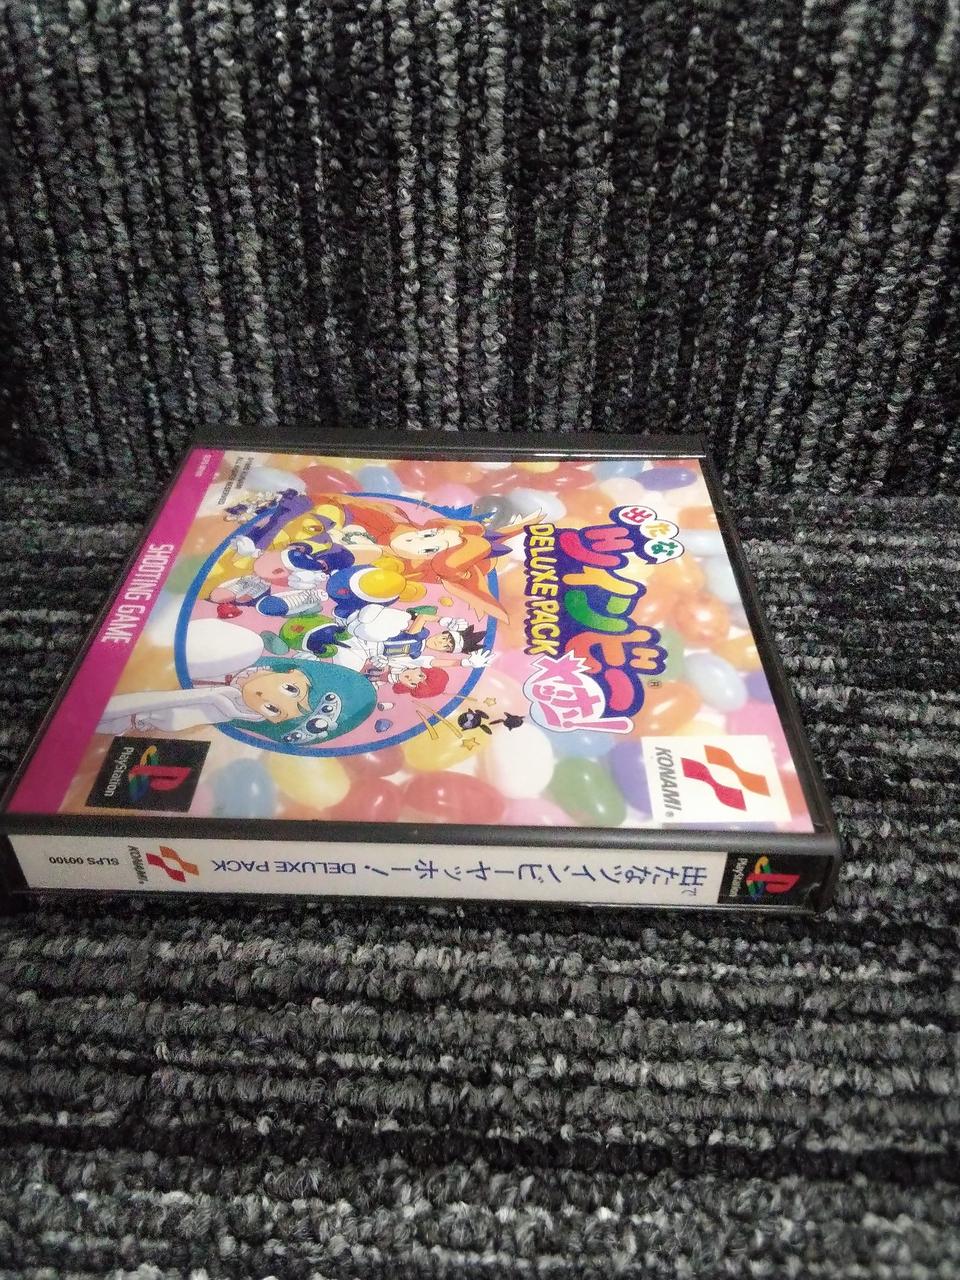 出たな
ツインビー®
ヤッホー!
DELUXE PACK
KONAMI®
SHOOTING GAME
PlayStation
PlayStation
で
出たなツインビーヤッホー! DELUXE PACK
KONAMI®
SLPS 00100